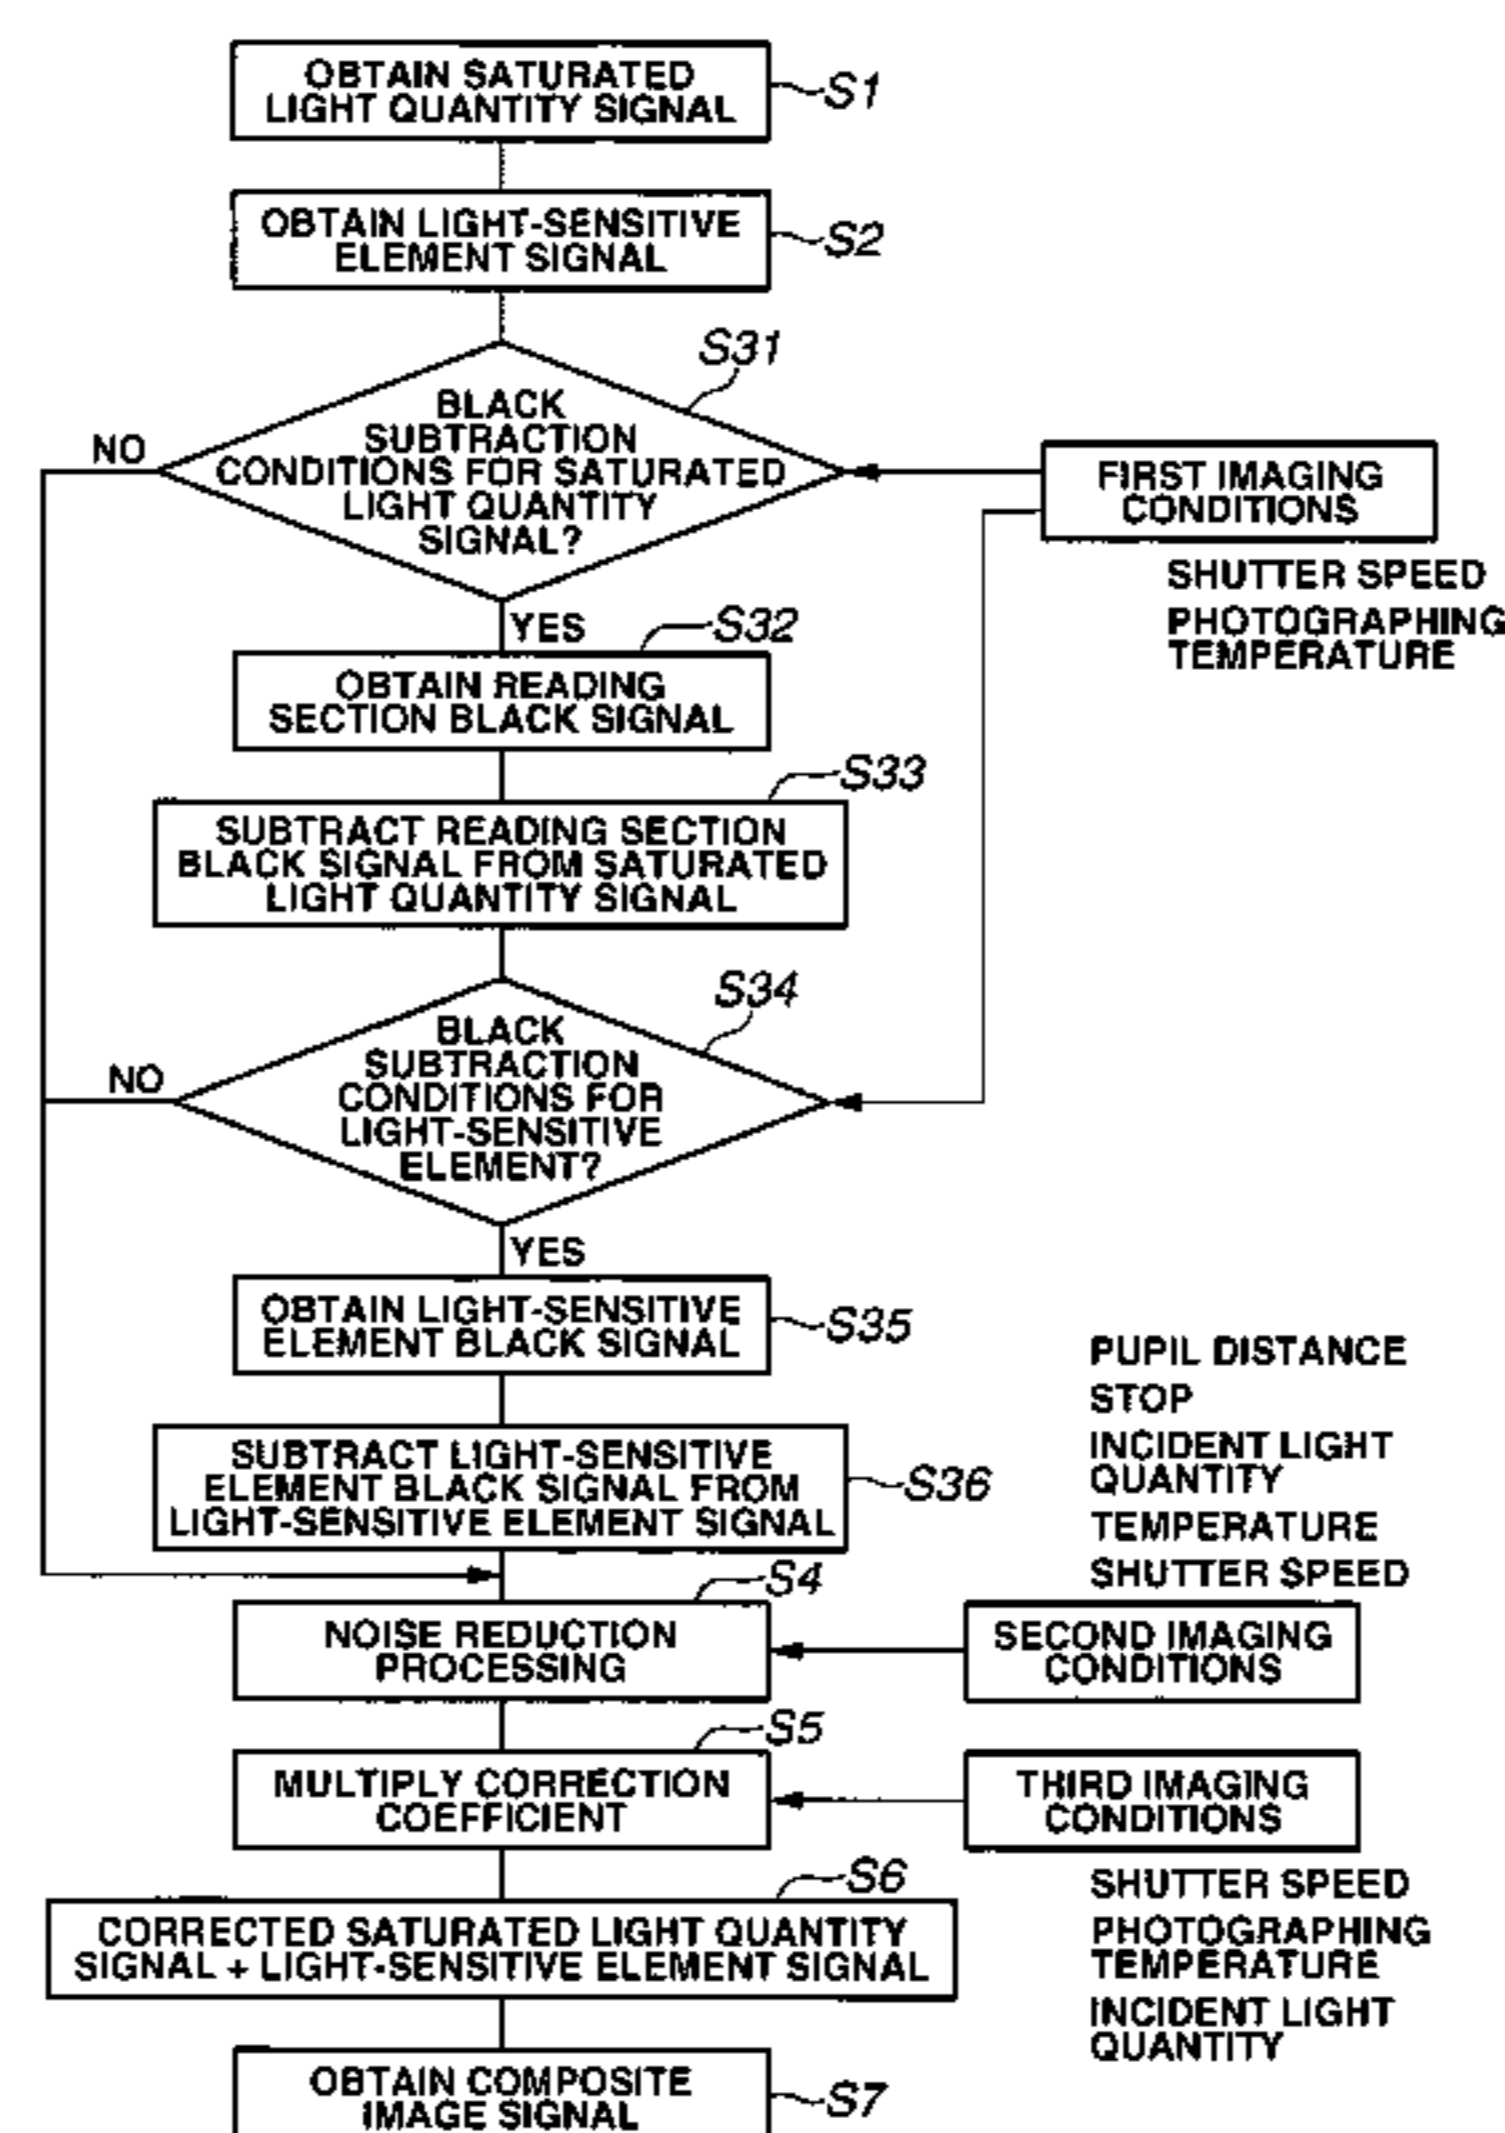 OBTAIN SATURATED
LIGHT QUANTITY SIGNAL
S1
OBTAIN LIGHT-SENSITIVE
ELEMENT SIGNAL
S2
S31
BLACK
SUBTRACTION
CONDITIONS FOR SATURATED
LIGHT QUANTITY
SIGNAL?
NO
FIRST IMAGING
CONDITIONS
SHUTTER SPEED
PHOTOGRAPHING
TEMPERATURE
YES
S32
OBTAIN READING
SECTION BLACK SIGNAL
S33
SUBTRACT READING SECTION
BLACK SIGNAL FROM SATURATED
LIGHT QUANTITY SIGNAL
S34
BLACK
SUBTRACTION
CONDITIONS FOR
LIGHT-SENSITIVE
ELEMENT?
NO
YES
OBTAIN LIGHT-SENSITIVE
ELEMENT BLACK SIGNAL
S35
SUBTRACT LIGHT-SENSITIVE
ELEMENT BLACK SIGNAL FROM
LIGHT-SENSITIVE ELEMENT SIGNAL
S36
PUPIL DISTANCE
STOP
INCIDENT LIGHT
QUANTITY
TEMPERATURE
SHUTTER SPEED
S4
NOISE REDUCTION
PROCESSING
SECOND IMAGING
CONDITIONS
S5
MULTIPLY CORRECTION
COEFFICIENT
THIRD IMAGING
CONDITIONS
SHUTTER SPEED
PHOTOGRAPHING
TEMPERATURE
INCIDENT LIGHT
QUANTITY
S6
CORRECTED SATURATED LIGHT QUANTITY
SIGNAL + LIGHT-SENSITIVE ELEMENT SIGNAL
OBTAIN COMPOSITE
IMAGE SIGNAL
S7